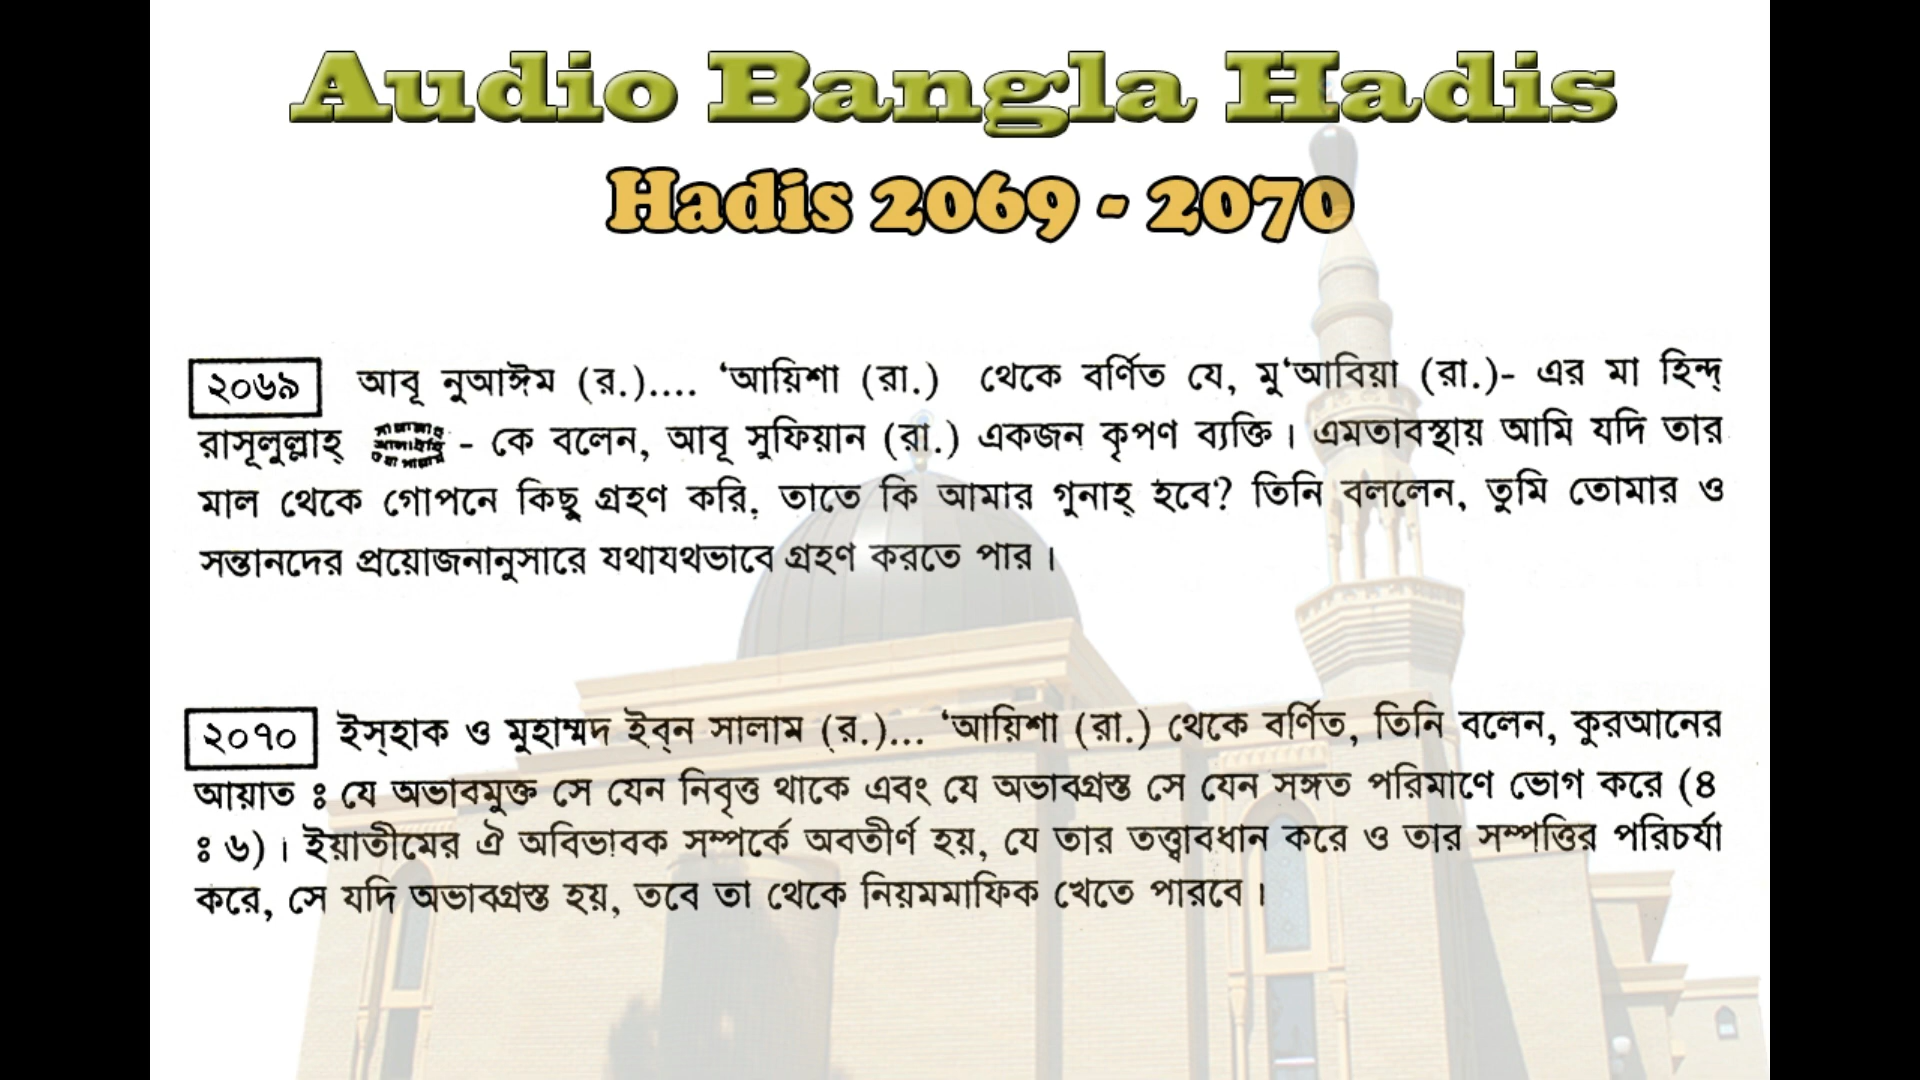 Audio Bangla Hadis
Hadis 2069 - 2070
২০৬৯ আবূ নুআঈম (র.).... ‘আয়িশা (রা.) থেকে বর্ণিত যে, মু‘আবিয়া (রা.)- এর মা হিন্দ্
রাসূলুল্লাহ্ - কে বলেন, আবূ সুফিয়ান (রা.) একজন কৃপণ ব্যক্তি। এমতাবস্থায় আমি যদি তার
মাল থেকে গোপনে কিছু গ্রহণ করি, তাতে কি আমার গুনাহ্ হবে? তিনি বললেন, তুমি তোমার ও
সন্তানদের প্রয়োজনানুসারে যথাযথভাবে গ্রহণ করতে পার।
২০৭০ ইস্‌হাক ও মুহাম্মদ ইব্‌ন সালাম (র.)... ‘আয়িশা (রা.) থেকে বর্ণিত, তিনি বলেন, কুরআনের
আয়াত ঃ যে অভাবমুক্ত সে যেন নিবৃত্ত থাকে এবং যে অভাবগ্রস্ত সে যেন সঙ্গত পরিমাণে ভোগ করে (৪
ঃ ৬)। ইয়াতীমের ঐ অবিভাবক সম্পর্কে অবতীর্ণ হয়, যে তার তত্ত্বাবধান করে ও তার সম্পত্তির পরিচর্যা
করে, সে যদি অভাবগ্রস্ত হয়, তবে তা থেকে নিয়মমাফিক খেতে পারবে।